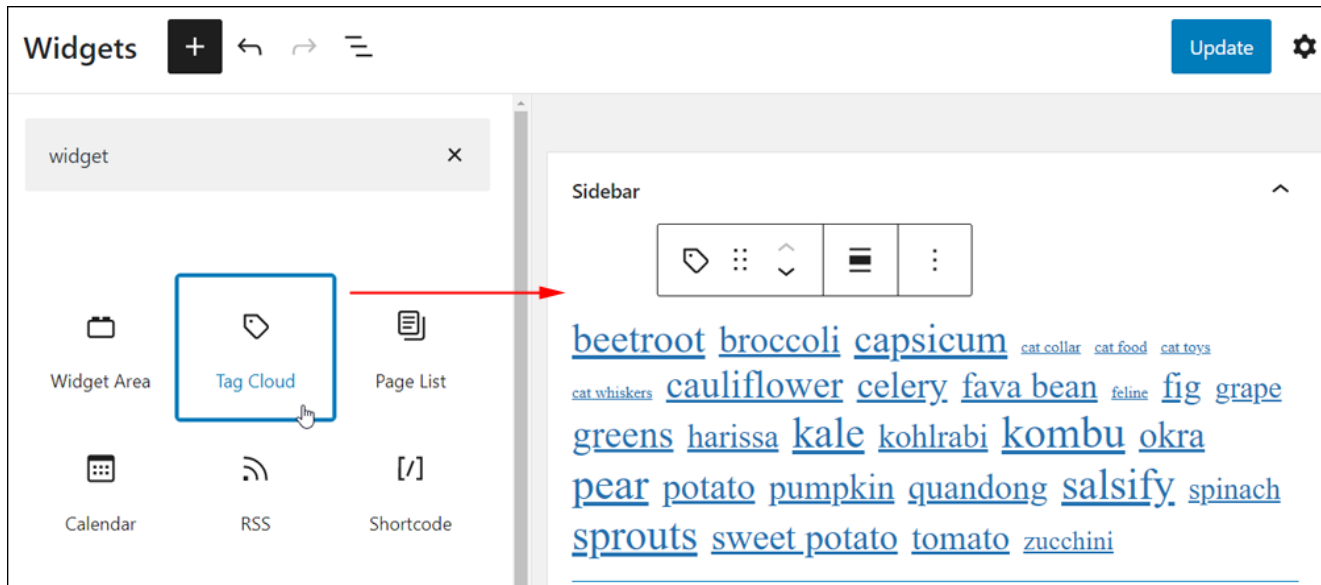 Widgets
Update
widget
Sidebar
Widget Area
Tag Cloud
Page List
Calendar
RSS
Shortcode
beetroot broccoli capsicum cat collar cat food cat toys
cat whiskers cauliflower celery fava bean feline fig grape
greens harissa kale kohlrabi kombu okra
pear potato pumpkin quandong salsify spinach
sprouts sweet potato tomato zucchini